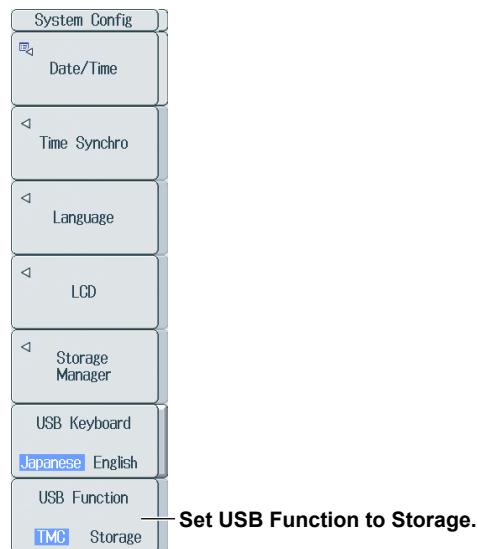 System Config
Date/Time
Time Synchro
Language
LCD
Storage
Manager
USB Keyboard
Japanese English
USB Function
TMC Storage
Set USB Function to Storage.